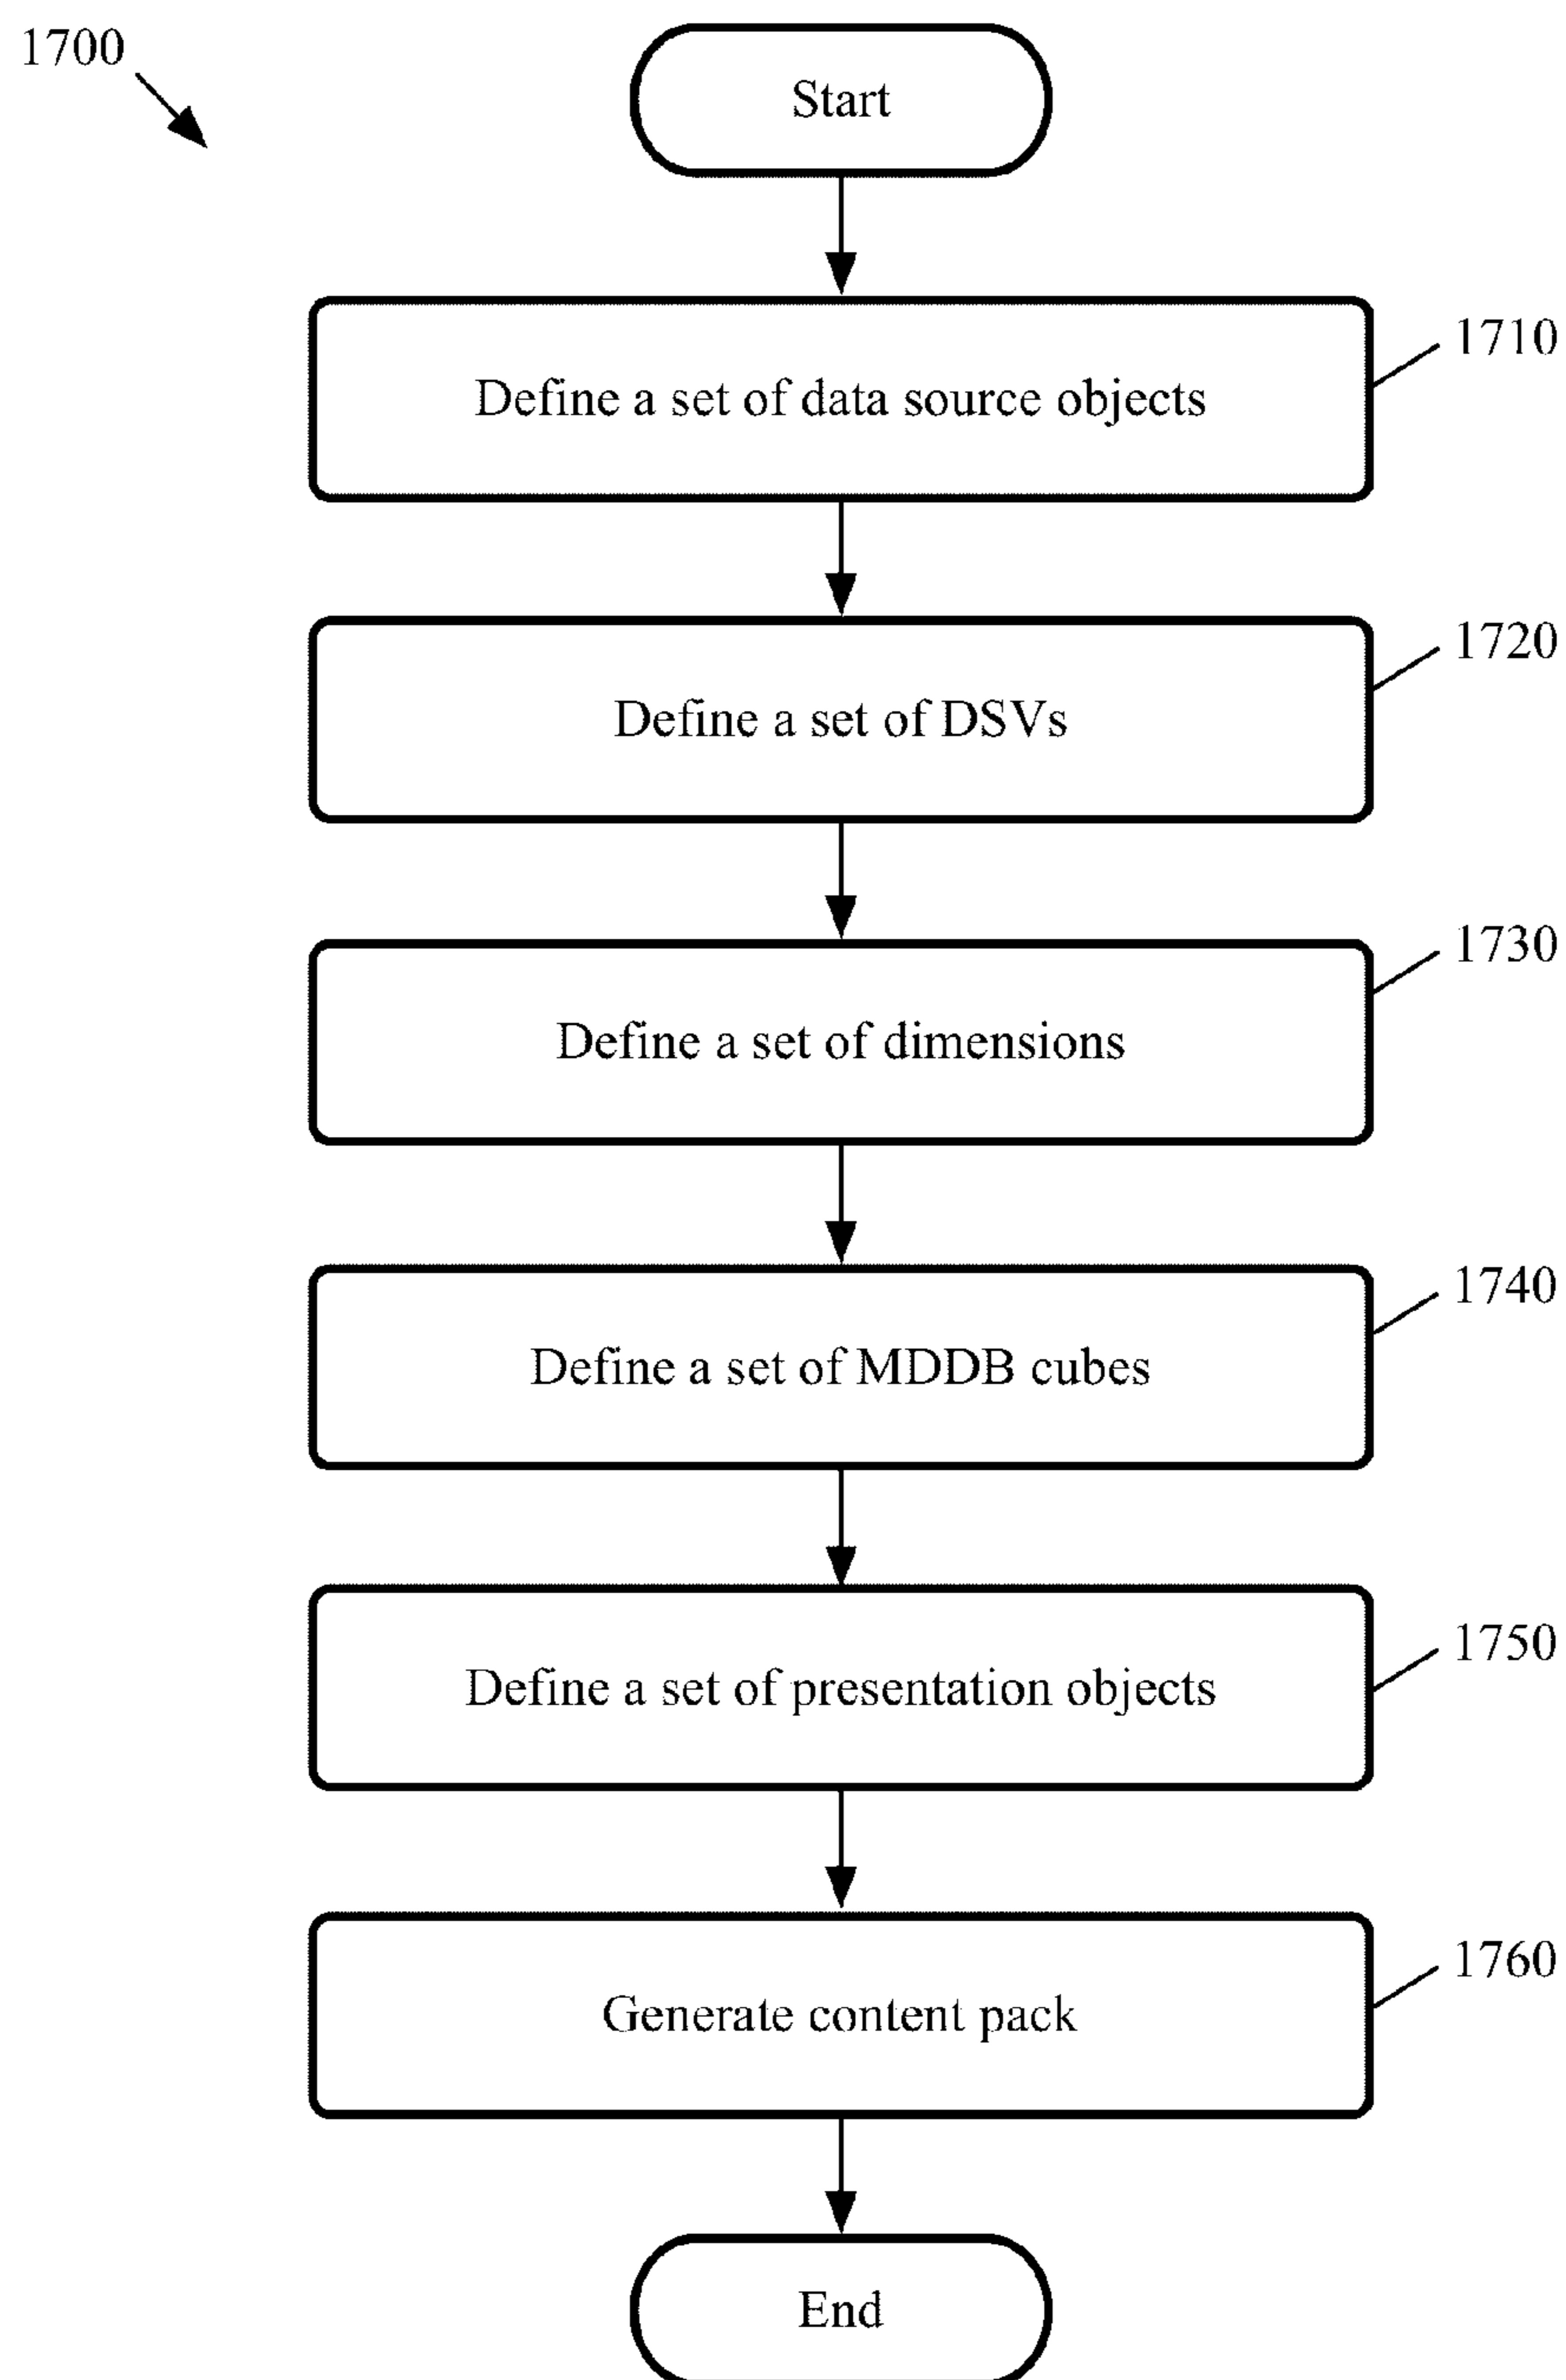 1700
Start
1710
Define a set of data source objects
1720
Define a set of DSVs
1730
Define a set of dimensions
1740
Define a set of MDDB cubes
1750
Define a set of presentation objects
1760
Generate content pack
End